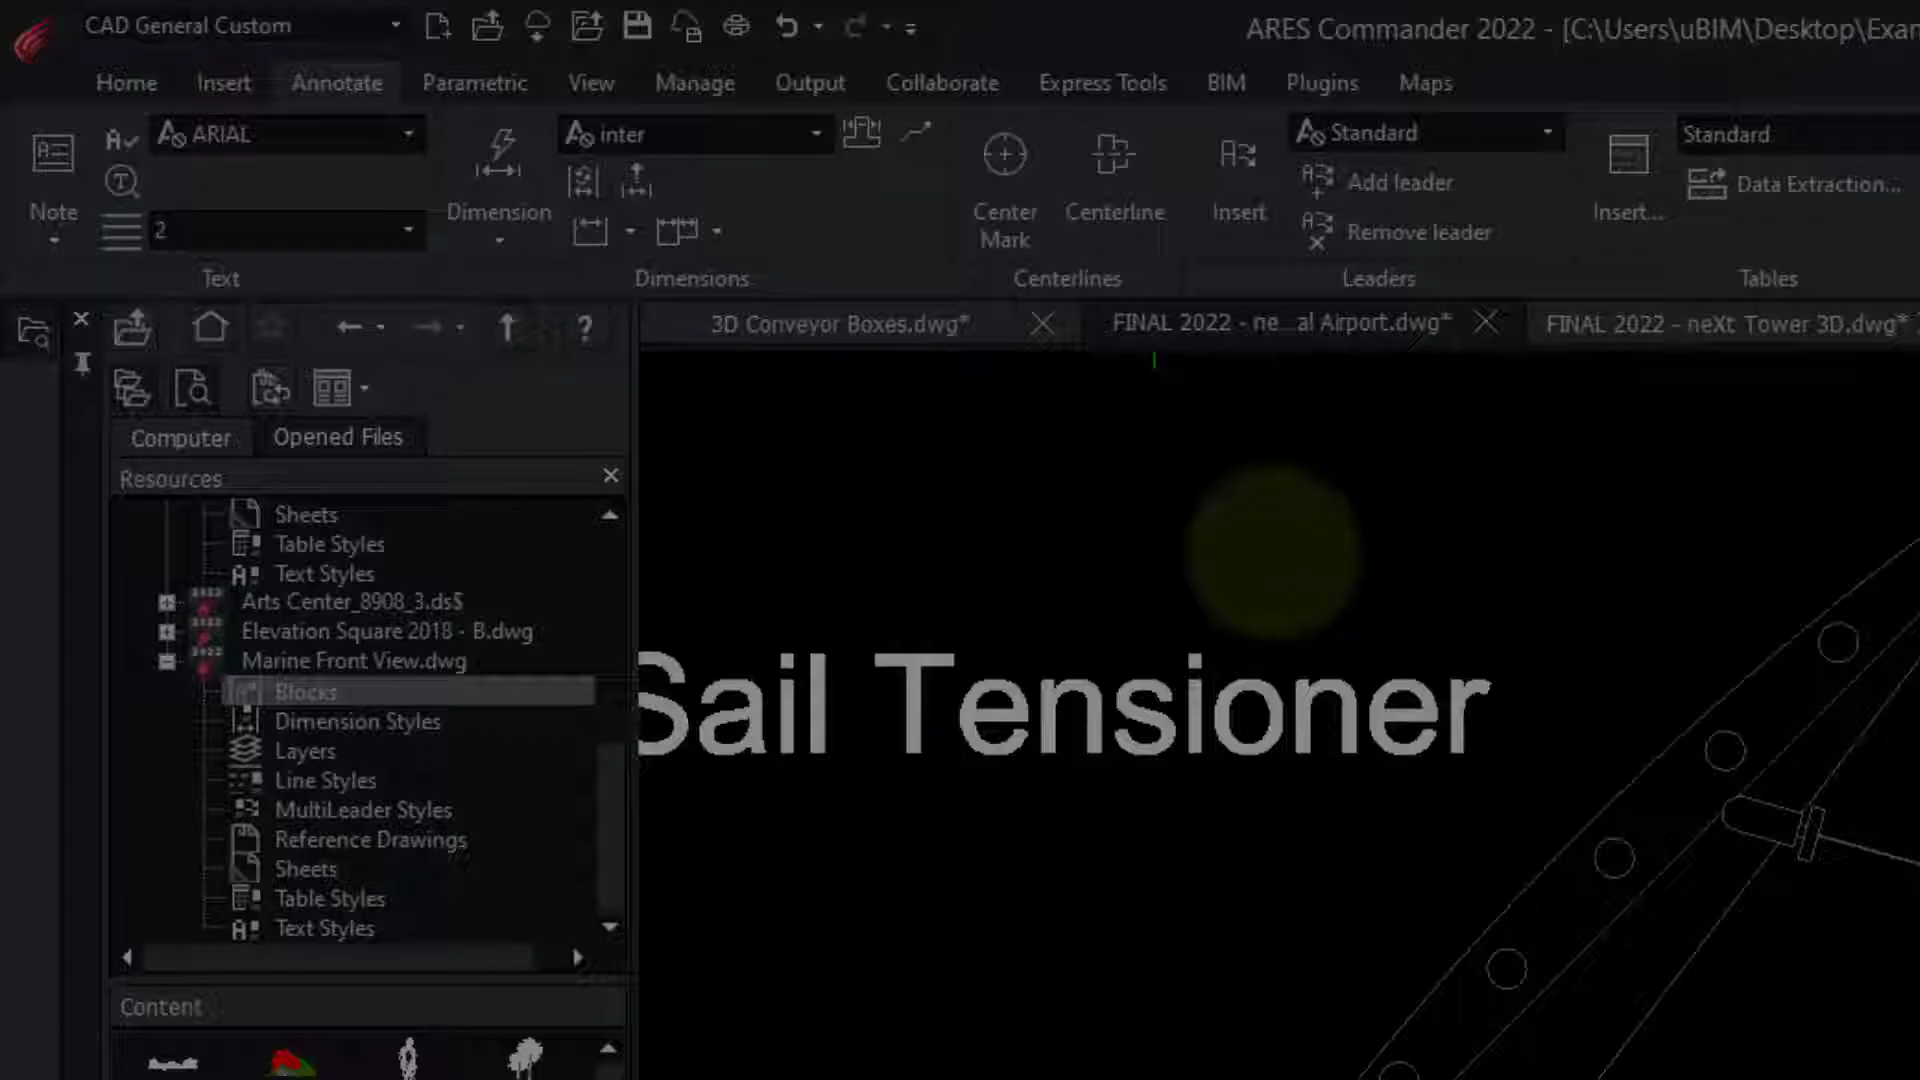 CAD General Custom
ARES Commander 2022 - [C:\Users\uBIM\Desktop\Exam
Home Insert Annotate Parametric View Manage Output Collaborate Express Tools BIM Plugins Maps
ARIAL
inter
Standard
Standard
Add leader
Data Extraction...
Note
Dimension
Center Mark
Centerline
Insert
Insert...
2
Remove leader
Text
Dimensions
Centerlines
Leaders
Tables
3D Conveyor Boxes.dwg*
FINAL 2022 - ne...al Airport.dwg*
FINAL 2022 - neXt Tower 3D.dwg*
Computer
Opened Files
Resources
Sheets
Table Styles
Text Styles
Arts Center_8908_3.ds$
Elevation Square 2018 - B.dwg
Marine Front View.dwg
Blocks
Dimension Styles
Layers
Line Styles
MultiLeader Styles
Reference Drawings
Sheets
Table Styles
Text Styles
Content
Sail Tensioner